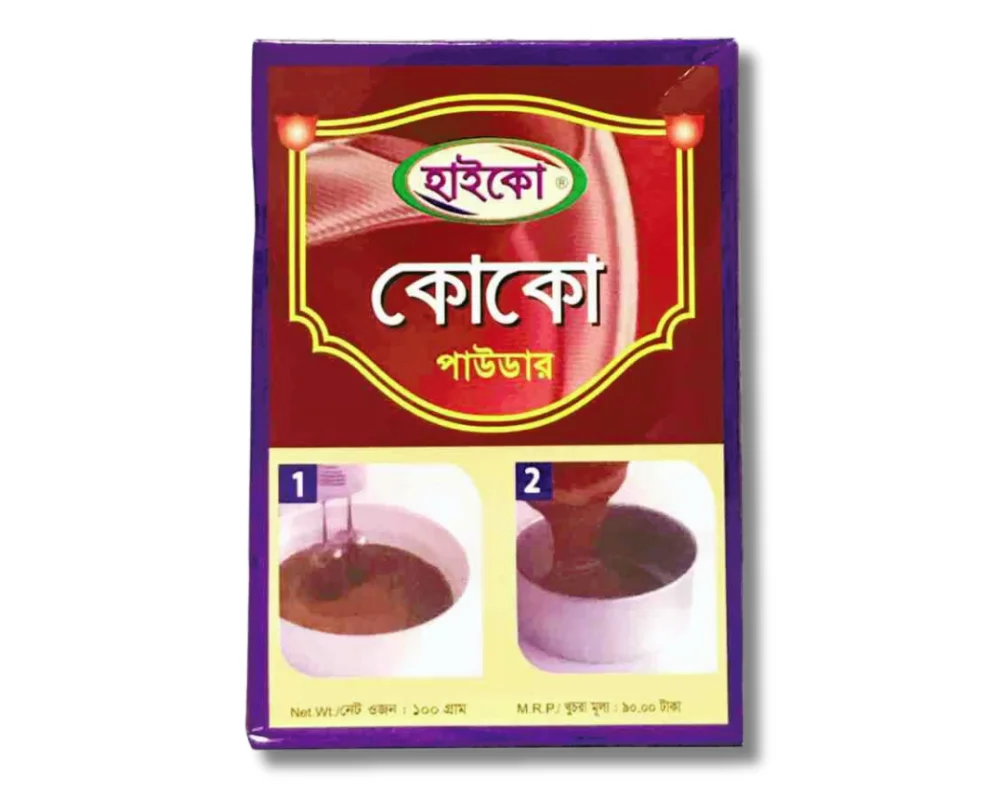 হাইকো ®
কোকো
পাউডার
1
2
Net.Wt./নেট ওজন : ১০০ গ্রাম
M.R.P./ খুচরা মূল্য : ৯০.০০ টাকা